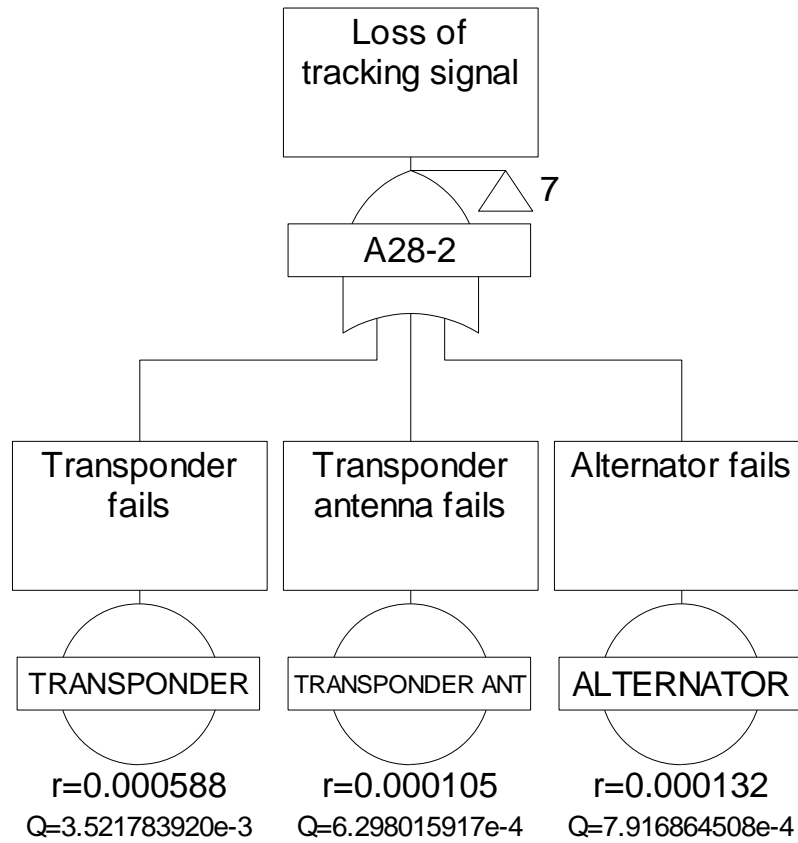 Loss of
tracking signal
7
A28-2
Transponder
fails
Transponder
antenna fails
Alternator fails
TRANSPONDER
TRANSPONDER ANT
ALTERNATOR
r=0.000588
r=0.000105
r=0.000132
Q=3.521783920e-3
Q=6.298015917e-4
Q=7.916864508e-4